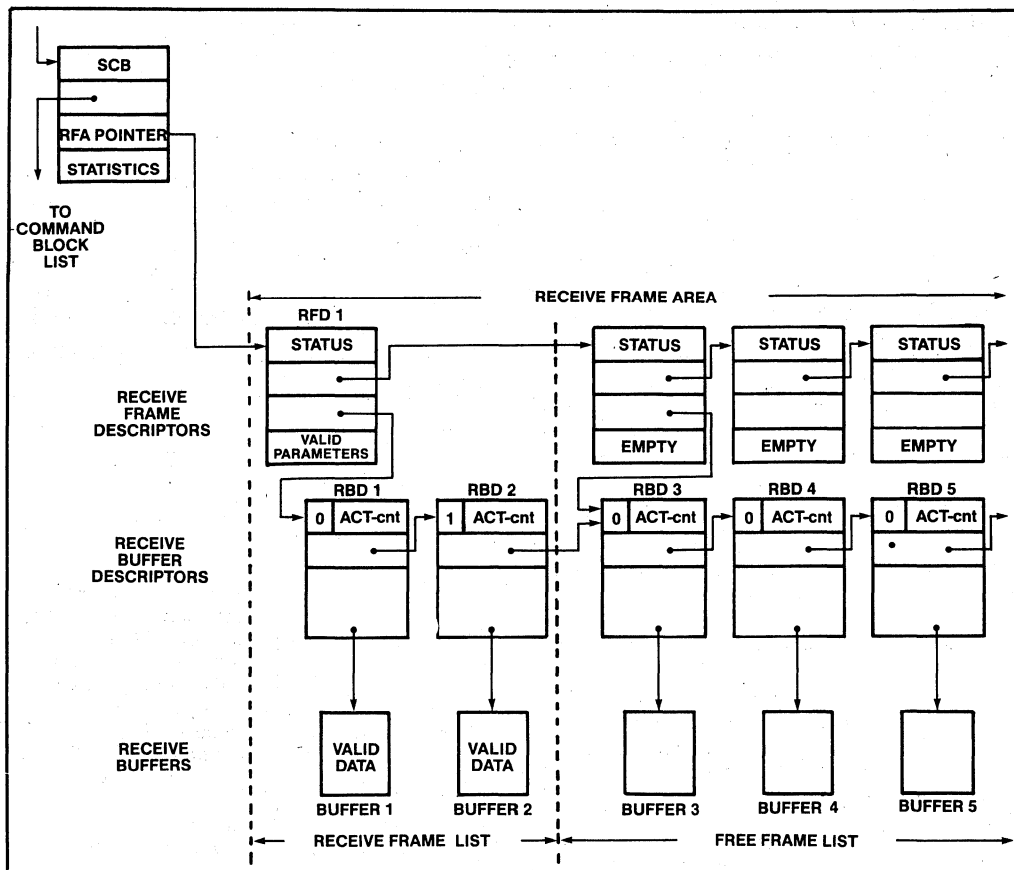 SCB
RFA POINTER
STATISTICS
TO
COMMAND
BLOCK
LIST
RECEIVE FRAME AREA
RFD 1
STATUS
STATUS
STATUS
STATUS
RECEIVE
FRAME
DESCRIPTORS
VALID
PARAMETERS
EMPTY
EMPTY
EMPTY
RBD 1
RBD 2
RBD 3
RBD 4
RBD 5
0 ACT-cnt
1 ACT-cnt
0 ACT-cnt
0 ACT-cnt
0 ACT-cnt
RECEIVE
BUFFER
DESCRIPTORS
RECEIVE
BUFFERS
VALID
DATA
VALID
DATA
BUFFER 1
BUFFER 2
BUFFER 3
BUFFER 4
BUFFER 5
RECEIVE FRAME LIST
FREE FRAME LIST